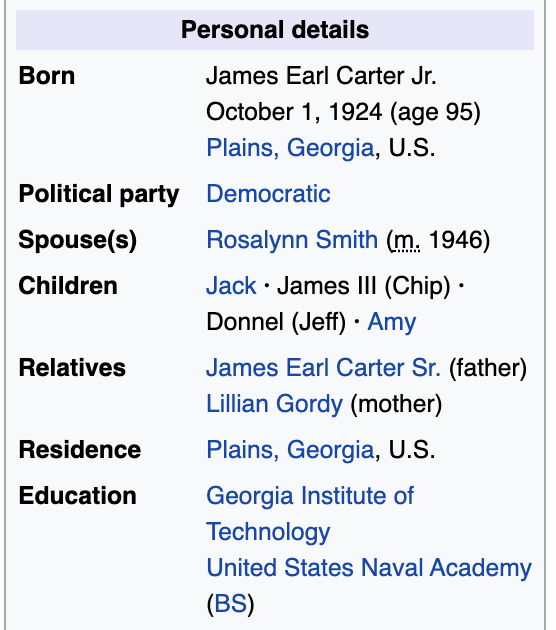 Personal details
Born James Earl Carter Jr.
October 1, 1924 (age 95)
Plains, Georgia, U.S.
Political party Democratic
Spouse(s) Rosalynn Smith (m. 1946)
Children Jack · James III (Chip) ·
Donnel (Jeff) · Amy
Relatives James Earl Carter Sr. (father)
Lillian Gordy (mother)
Residence Plains, Georgia, U.S.
Education Georgia Institute of
Technology
United States Naval Academy
(BS)